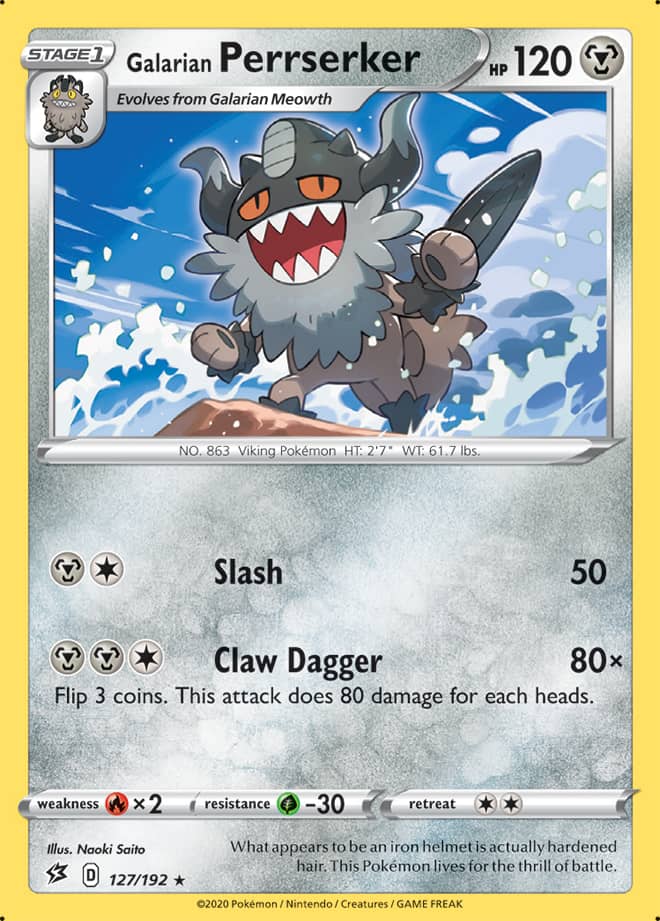 STAGE 1
Galarian Perrserker
HP 120
Evolves from Galarian Meowth
NO. 863 Viking Pokémon HT: 2'7" WT: 61.7 lbs.
Slash 50
Claw Dagger 80×
Flip 3 coins. This attack does 80 damage for each heads.
weakness ×2 resistance -30 retreat
Illus. Naoki Saito
What appears to be an iron helmet is actually hardened
hair. This Pokémon lives for the thrill of battle.
D 127/192 ★
©2020 Pokémon / Nintendo / Creatures / GAME FREAK